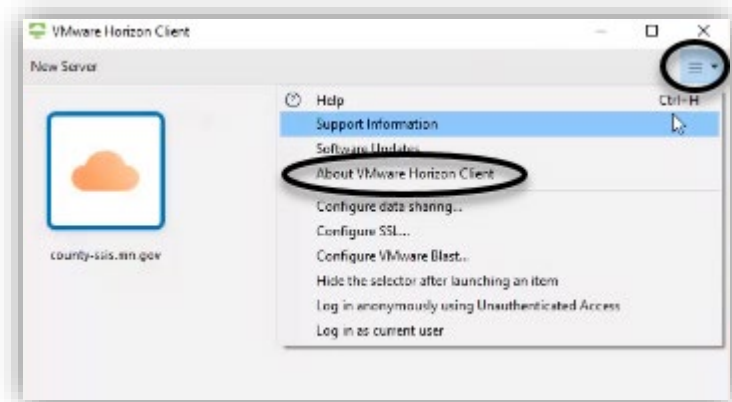 VMware Horizon Client
New Server
Help Ctrl-H
Support Information
Software Updates...
About VMware Horizon Client
Configure data sharing...
Configure SSL...
Configure VMware Blast...
Hide the selector after launching an item
Log in anonymously using Unauthenticated Access
Log in as current user
county-ssis.mn.gov